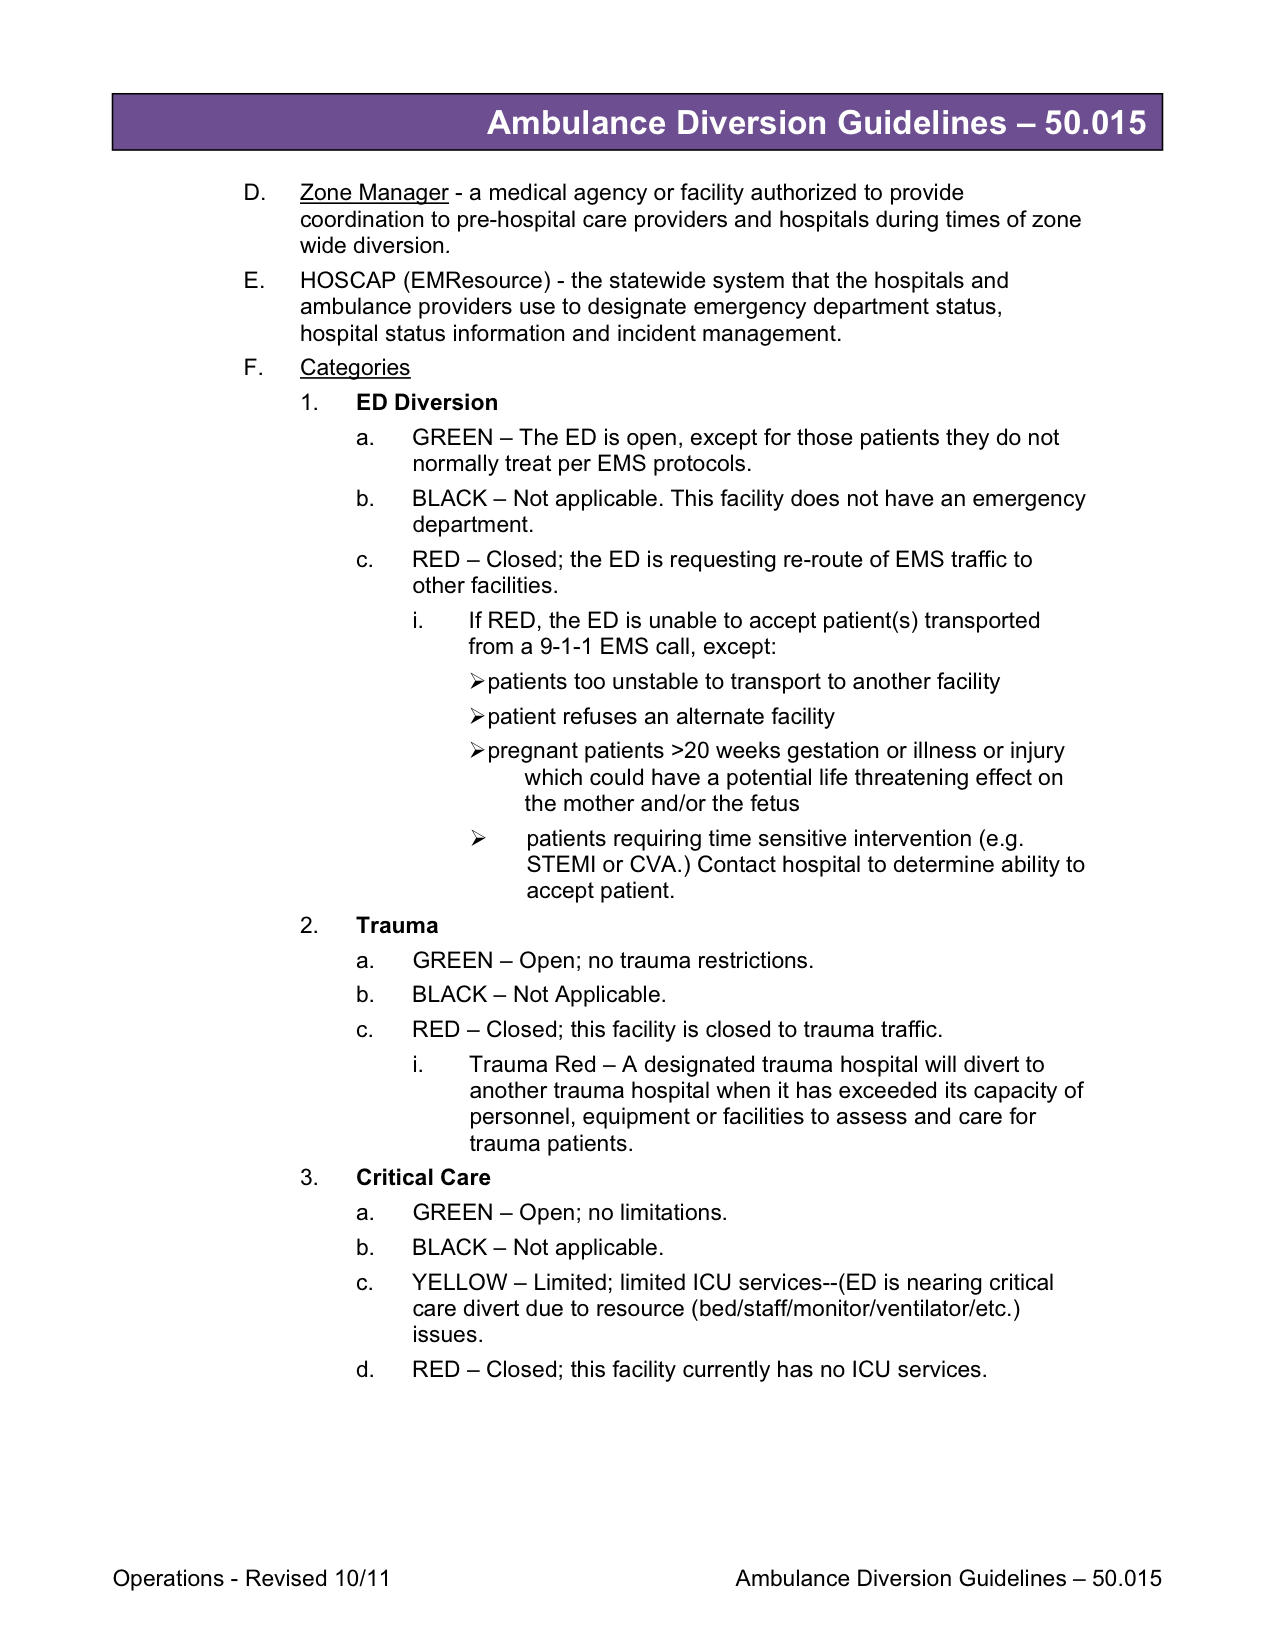 Ambulance Diversion Guidelines – 50.015
D. Zone Manager - a medical agency or facility authorized to provide
coordination to pre-hospital care providers and hospitals during times of zone
wide diversion.
E. HOSCAP (EMResource) - the statewide system that the hospitals and
ambulance providers use to designate emergency department status,
hospital status information and incident management.
F. Categories
1. ED Diversion
a. GREEN – The ED is open, except for those patients they do not
normally treat per EMS protocols.
b. BLACK – Not applicable. This facility does not have an emergency
department.
c. RED – Closed; the ED is requesting re-route of EMS traffic to
other facilities.
i. If RED, the ED is unable to accept patient(s) transported
from a 9-1-1 EMS call, except:
➢patients too unstable to transport to another facility
➢patient refuses an alternate facility
➢pregnant patients >20 weeks gestation or illness or injury
which could have a potential life threatening effect on
the mother and/or the fetus
➢ patients requiring time sensitive intervention (e.g.
STEMI or CVA.) Contact hospital to determine ability to
accept patient.
2. Trauma
a. GREEN – Open; no trauma restrictions.
b. BLACK – Not Applicable.
c. RED – Closed; this facility is closed to trauma traffic.
i. Trauma Red – A designated trauma hospital will divert to
another trauma hospital when it has exceeded its capacity of
personnel, equipment or facilities to assess and care for
trauma patients.
3. Critical Care
a. GREEN – Open; no limitations.
b. BLACK – Not applicable.
c. YELLOW – Limited; limited ICU services--(ED is nearing critical
care divert due to resource (bed/staff/monitor/ventilator/etc.)
issues.
d. RED – Closed; this facility currently has no ICU services.
Operations - Revised 10/11 Ambulance Diversion Guidelines – 50.015